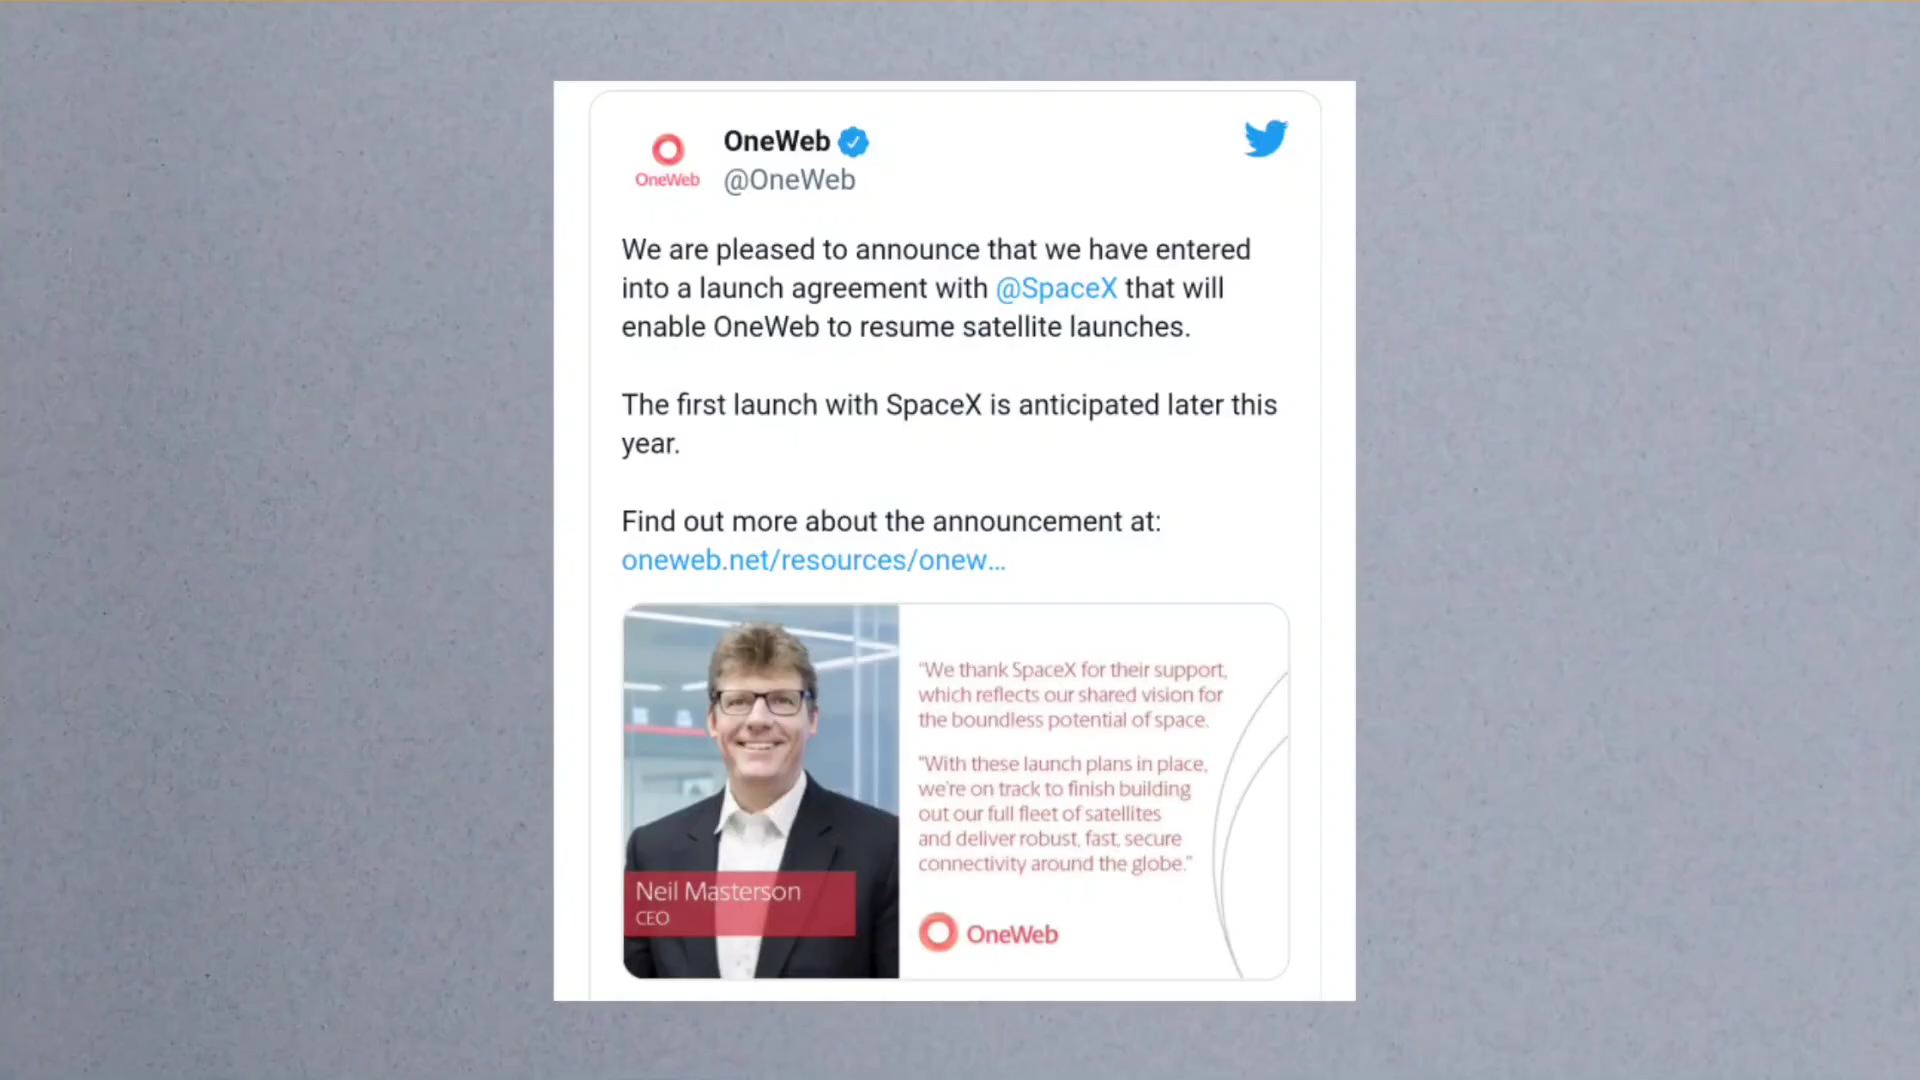 OneWeb
OneWeb
@OneWeb
We are pleased to announce that we have entered
into a launch agreement with @SpaceX that will
enable OneWeb to resume satellite launches.
The first launch with SpaceX is anticipated later this
year.
Find out more about the announcement at:
oneweb.net/resources/onew...
Neil Masterson
CEO
"We thank SpaceX for their support,
which reflects our shared vision for
the boundless potential of space.
"With these launch plans in place,
we're on track to finish building
out our full fleet of satellites
and deliver robust, fast, secure
connectivity around the globe."
OneWeb